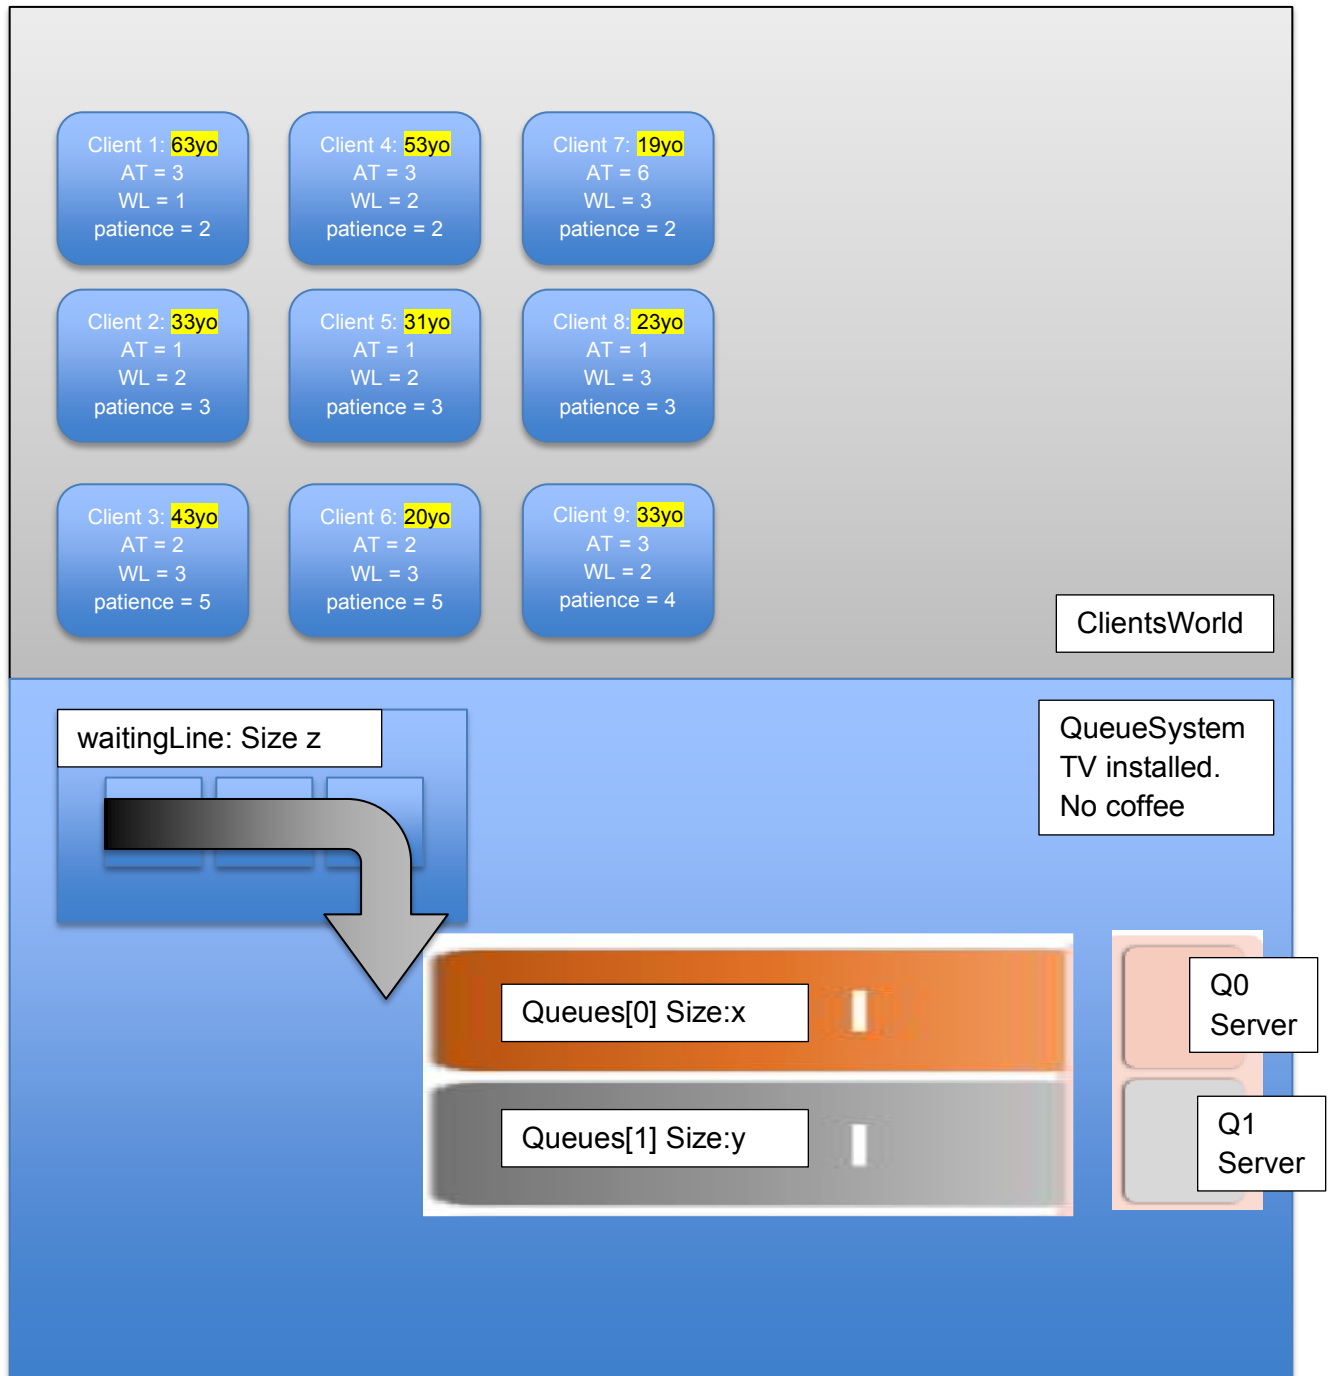 Client 1: 63yo
AT = 3
WL = 1
patience = 2
Client 4: 53yo
AT = 3
WL = 2
patience = 2
Client 7: 19yo
AT = 6
WL = 3
patience = 2
Client 2: 33yo
AT = 1
WL = 2
patience = 3
Client 5: 31yo
AT = 1
WL = 2
patience = 3
Client 8: 23yo
AT = 1
WL = 3
patience = 3
Client 3: 43yo
AT = 2
WL = 3
patience = 5
Client 6: 20yo
AT = 2
WL = 3
patience = 5
Client 9: 33yo
AT = 3
WL = 2
patience = 4
ClientsWorld
waitingLine: Size z
QueueSystem
TV installed.
No coffee
Queues[0] Size:x
Q0
Server
Queues[1] Size:y
Q1
Server